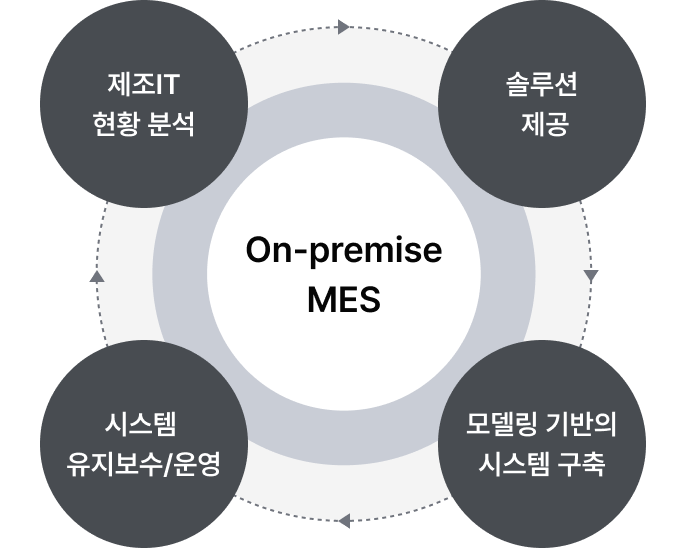 제조IT
현황 분석
솔루션
제공
On-premise
MES
시스템
유지보수/운영
모델링 기반의
시스템 구축